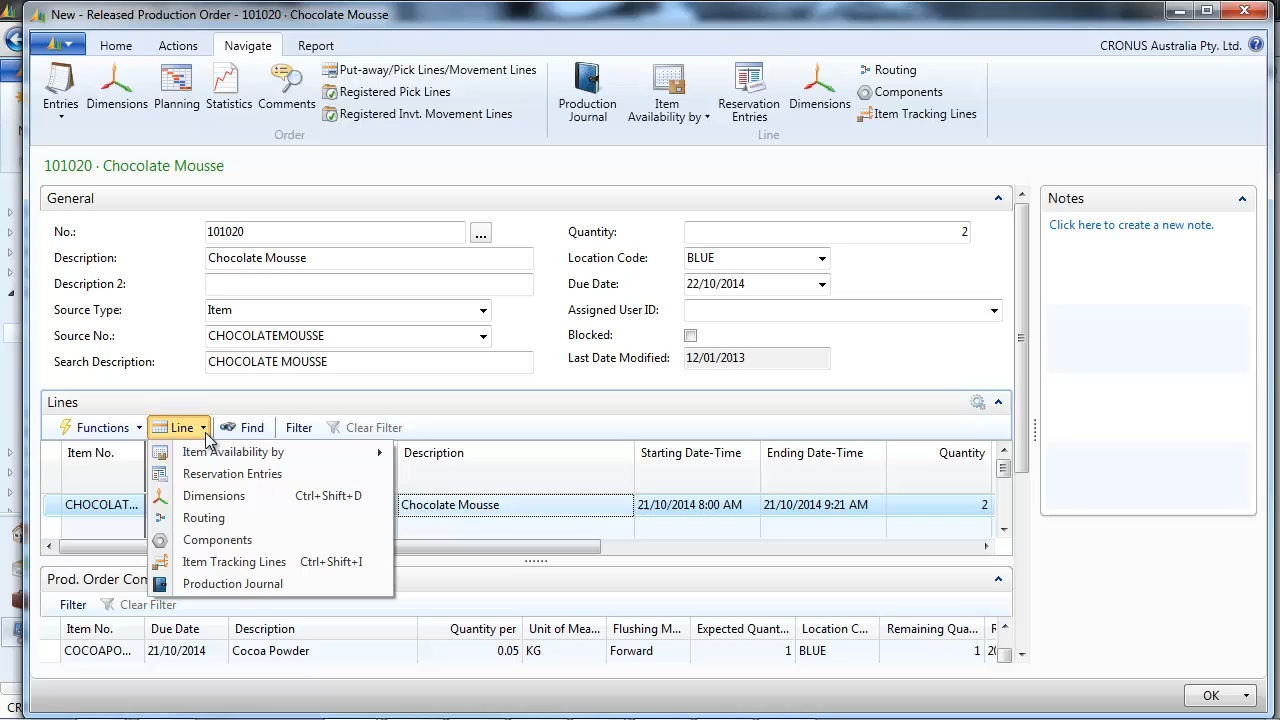 New - Released Production Order - 101020 · Chocolate Mousse
Home Actions Navigate Report
CRONUS Australia Pty. Ltd.
Entries Dimensions Planning Statistics Comments
Put-away/Pick Lines/Movement Lines
Registered Pick Lines
Registered Invt. Movement Lines
Order
Production Journal
Item Availability by
Reservation Entries
Dimensions
Routing
Components
Item Tracking Lines
Line
101020 · Chocolate Mousse
General
No.: 101020 ...
Description: Chocolate Mousse
Description 2:
Source Type: Item
Source No.: CHOCOLATEMOUSSE
Search Description: CHOCOLATE MOUSSE
Quantity: 2
Location Code: BLUE
Due Date: 22/10/2014
Assigned User ID:
Blocked:
Last Date Modified: 12/01/2013
Notes
Click here to create a new note.
Lines
Functions Line Find Filter Clear Filter
Item No. Description Starting Date-Time Ending Date-Time Quantity
CHOCOLAT... Chocolate Mousse 21/10/2014 8:00 AM 21/10/2014 9:21 AM 2
Item Availability by
Reservation Entries
Dimensions Ctrl+Shift+D
Routing
Components
Item Tracking Lines Ctrl+Shift+I
Production Journal
Prod. Order Com
Filter Clear Filter
Item No. Due Date Description Quantity per Unit of Mea... Flushing M... Expected Quant... Location C... Remaining Qua...
COCOAPO... 21/10/2014 Cocoa Powder 0.05 KG Forward 1 BLUE 1
OK
CR